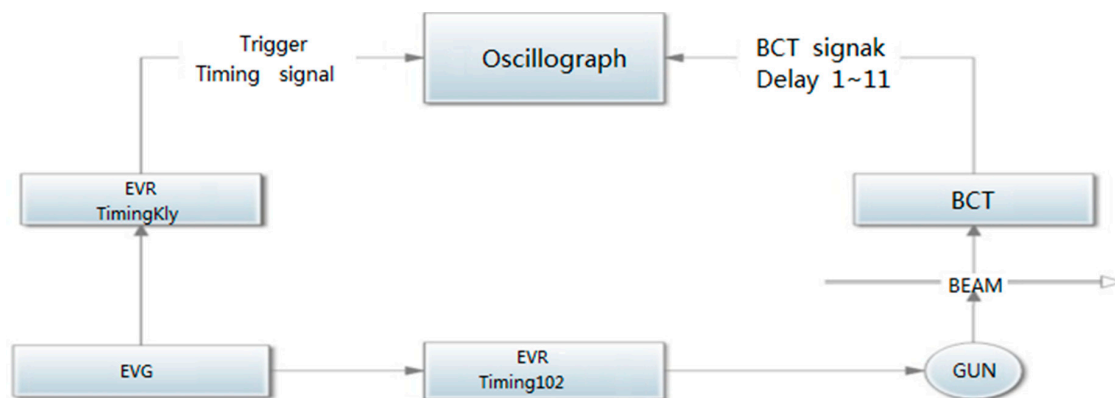 Trigger
Timing signal
Oscillograph
BCT signak
Delay 1~11
EVR
TimingKly
BCT
BEAM
EVG
EVR
Timing102
GUN